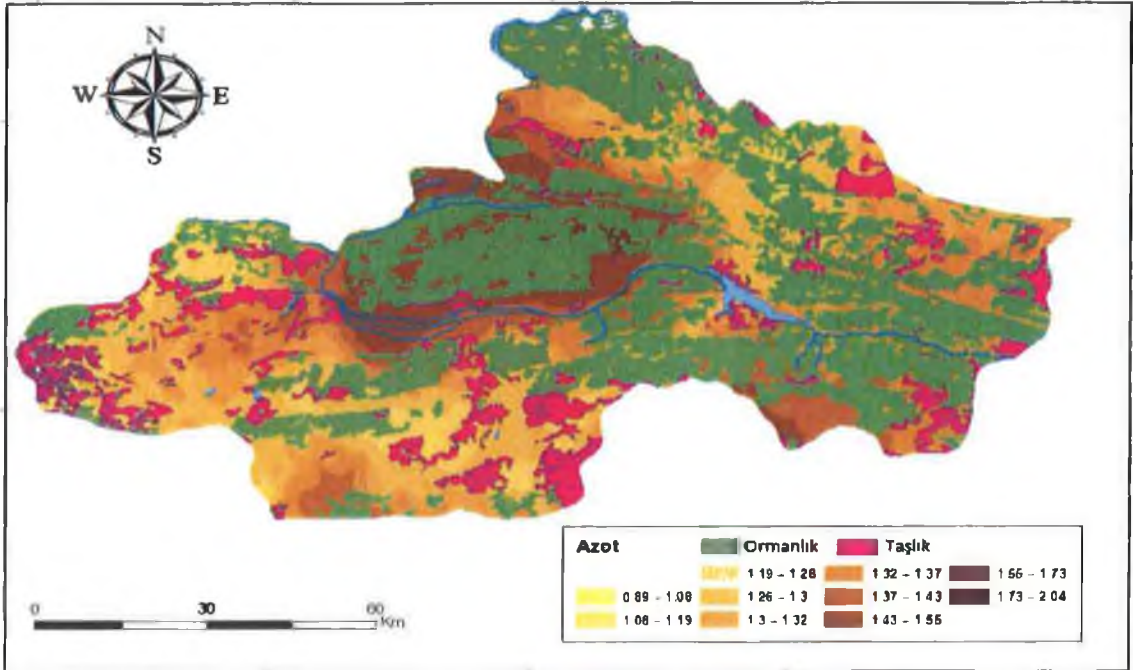 N
W E
S
Azot Ormanlık Taşlık
1 19 - 1 26 1 32 - 1 37 1 55 - 1 73
0 89 - 1 08 1 26 - 1 3 1 37 - 1 43 1 73 - 2 04
1 08 - 1 19 1 3 - 1 32 1 43 - 1 55
0 30 60
Km